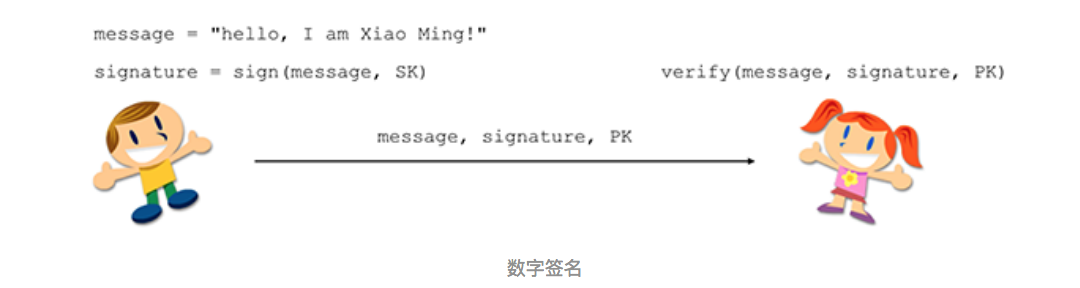 message = "hello, I am Xiao Ming!"
signature = sign(message, SK)
verify(message, signature, PK)
message, signature, PK
数字签名